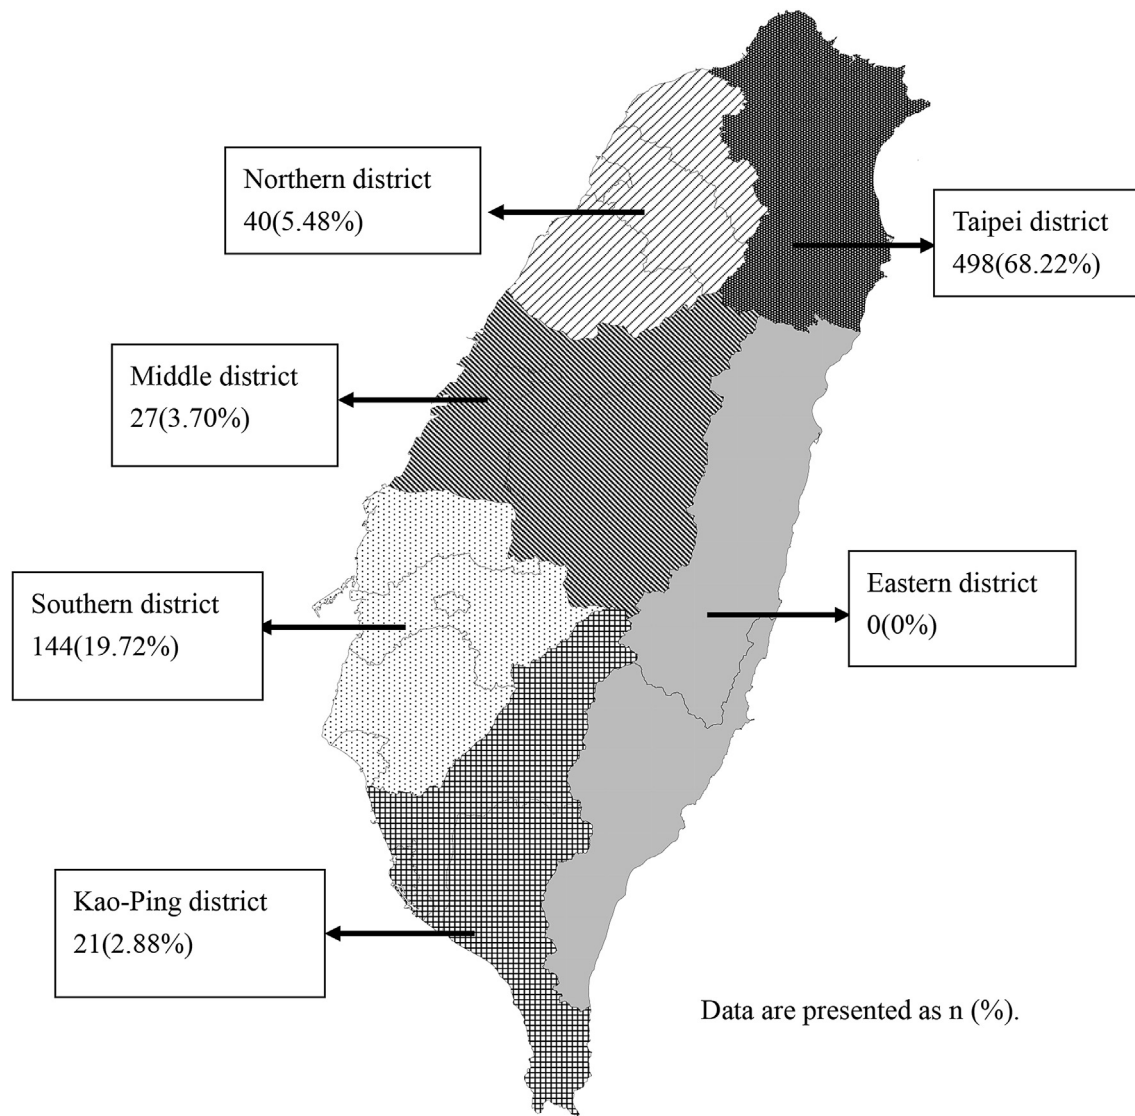 Northern district
40(5.48%)
Taipei district
498(68.22%)
Middle district
27(3.70%)
Eastern district
0(0%)
Southern district
144(19.72%)
Kao-Ping district
21(2.88%)
Data are presented as n (%).